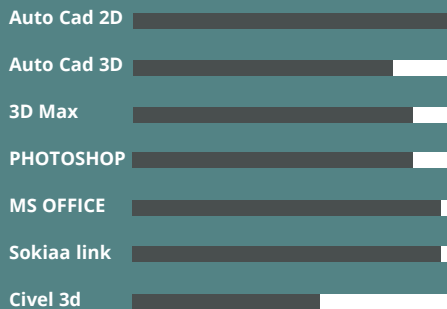 Auto Cad 2D
Auto Cad 3D
3D Max
PHOTOSHOP
MS OFFICE
Sokiaa link
Civel 3d